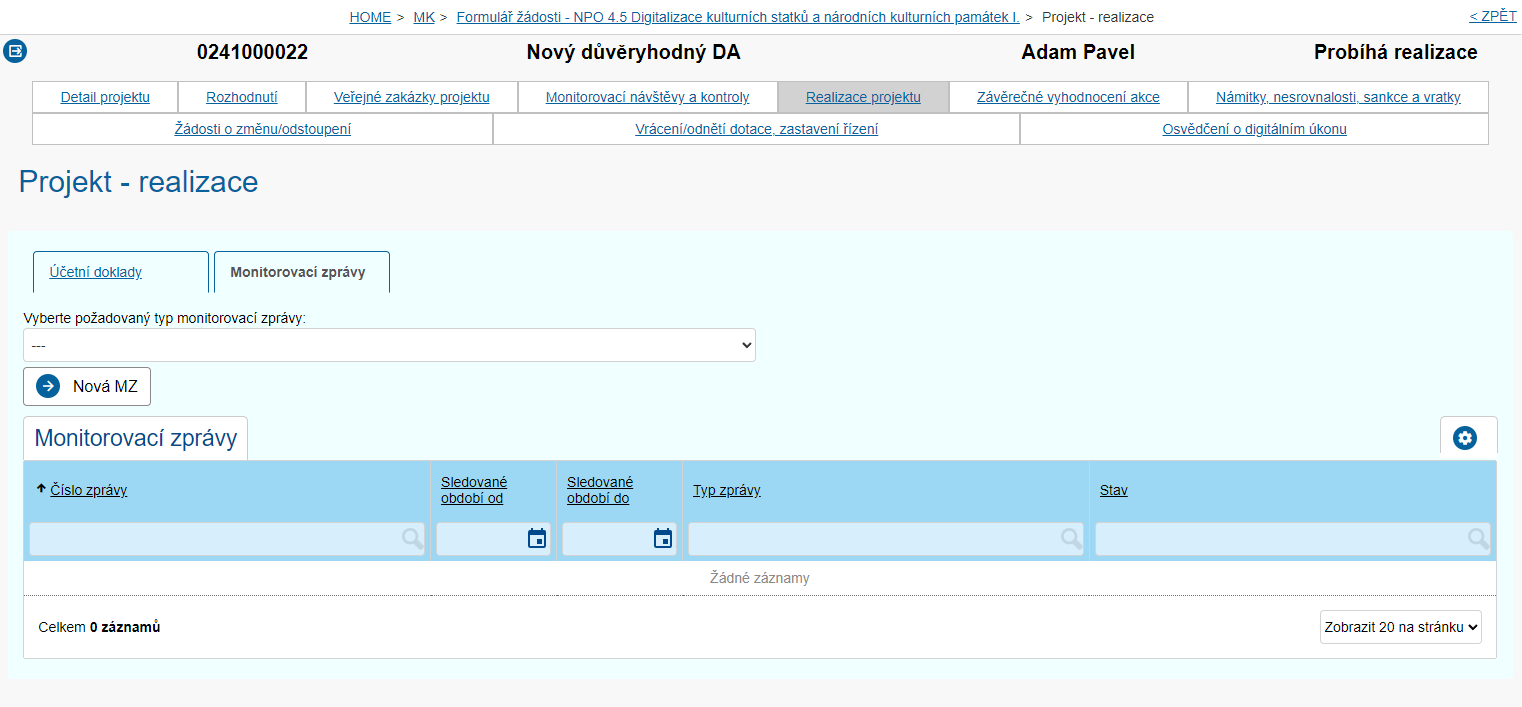 HOME > MK > Formulář žádosti - NPO 4.5 Digitalizace kulturních statků a národních kulturních památek I. > Projekt - realizace < ZPĚT
0241000022 Nový důvěryhodný DA Adam Pavel Probíhá realizace
Detail projektu Rozhodnutí Veřejné zakázky projektu Monitorovací návštěvy a kontroly Realizace projektu Závěrečné vyhodnocení akce Námitky, nesrovnalosti, sankce a vratky
Žádosti o změnu/odstoupení Vrácení/odnětí dotace, zastavení řízení Osvědčení o digitálním úkonu
Projekt - realizace
Účetní doklady Monitorovací zprávy
Vyberte požadovaný typ monitorovací zprávy:
---
Nová MZ
Monitorovací zprávy
Číslo zprávy Sledované období od Sledované období do Typ zprávy Stav
Žádné záznamy
Celkem 0 záznamů Zobrazit 20 na stránku